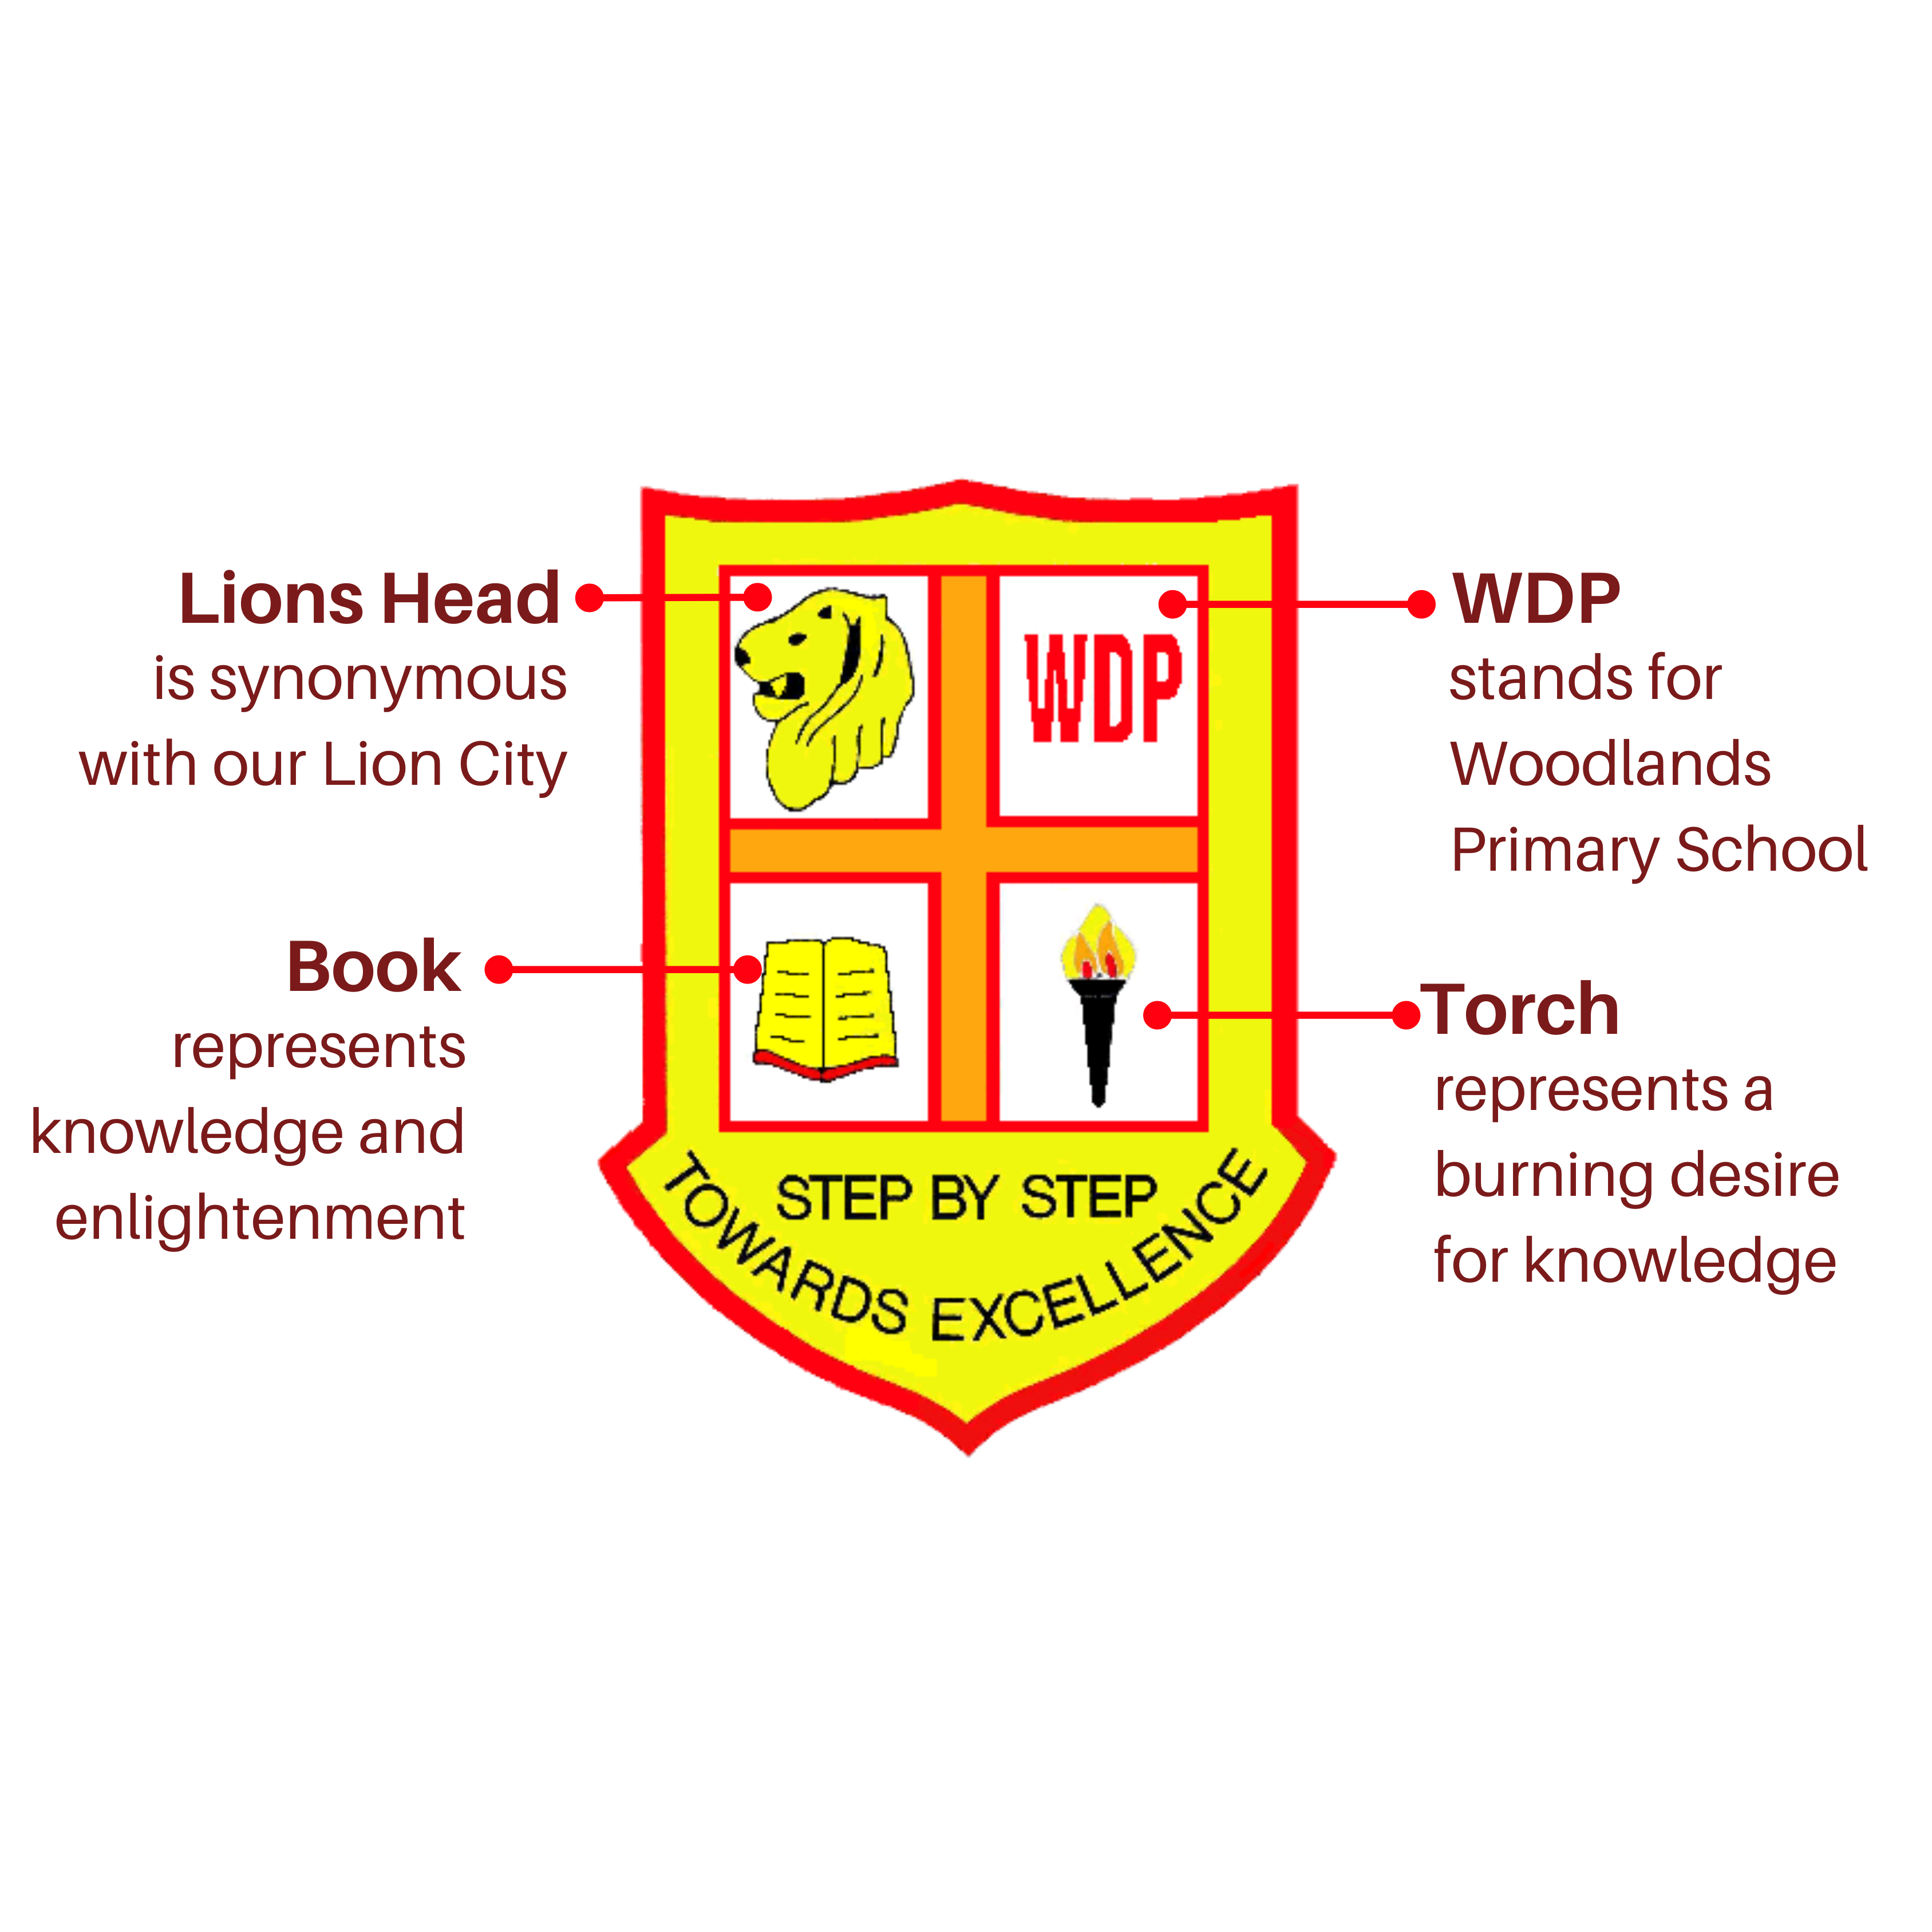 Lions Head
is synonymous
with our Lion City
WDP
stands for
Woodlands
Primary School
WDP
Book
represents
knowledge and
enlightenment
Torch
represents a
burning desire
for knowledge
STEP BY STEP
TOWARDS EXCELLENCE